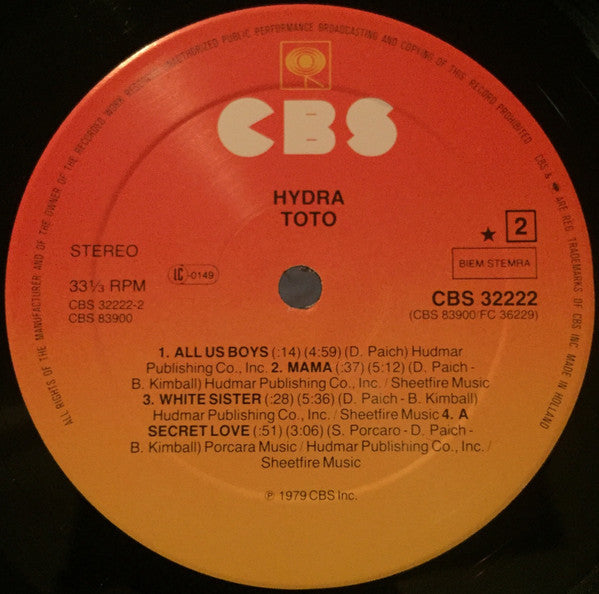 ALL RIGHTS OF THE MANUFACTURER AND OF THE OWNER OF THE RECORDED WORK RESERVED. UNAUTHORIZED PUBLIC PERFORMANCE BROADCASTING AND COPYING OF THIS RECORD PROHIBITED
CBS & ARE REG. TRADEMARKS OF CBS INC MADE IN HOLLAND
CBS
HYDRA
TOTO
★ 2
STEREO
BIEM/STEMRA
33⅓ RPM
LC-0149
CBS 32222-2
CBS 83900
CBS 32222
(CBS 83900/FC 36229)
1. ALL US BOYS (:14) (4:59) (D. Paich) Hudmar
Publishing Co., Inc. 2. MAMA (:37) (5:12) (D. Paich -
B. Kimball) Hudmar Publishing Co., Inc. / Sheetfire Music
3. WHITE SISTER (:28) (5:36) (D. Paich - B. Kimball)
Hudmar Publishing Co., Inc. / Sheetfire Music 4. A
SECRET LOVE (:51) (3:06) (S. Porcaro - D. Paich -
B. Kimball) Porcara Music / Hudmar Publishing Co., Inc. /
Sheetfire Music
℗ 1979 CBS Inc.